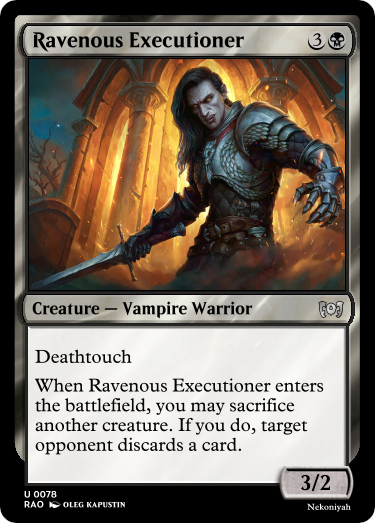 Ravenous Executioner 3
Creature — Vampire Warrior
Deathtouch
When Ravenous Executioner enters
the battlefield, you may sacrifice
another creature. If you do, target
opponent discards a card.
3/2
U 0078
RAO OLEG KAPUSTIN
Nekoniyah